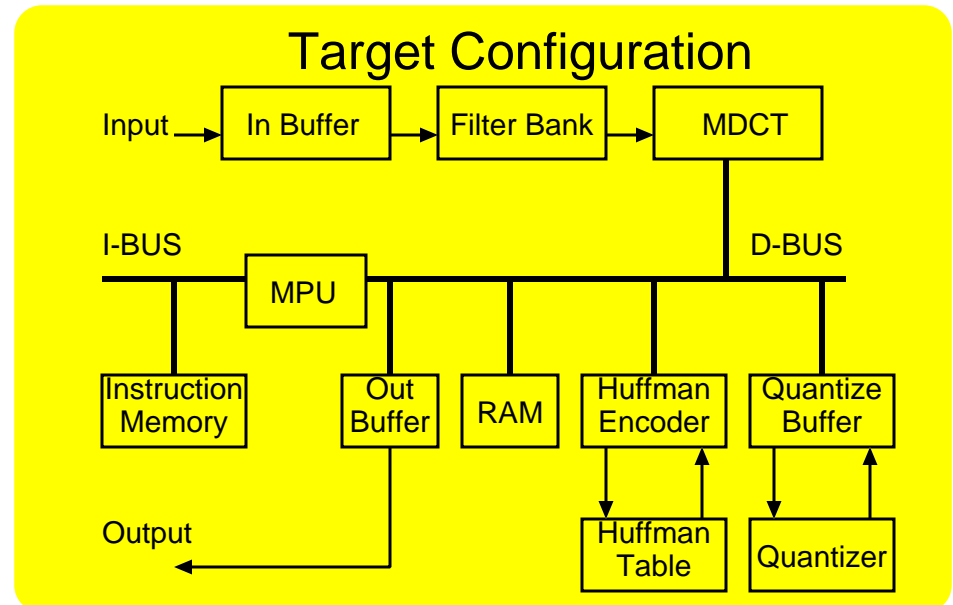 Target Configuration
Input
In Buffer
Filter Bank
MDCT
I-BUS
D-BUS
MPU
Instruction
Memory
Out
Buffer
RAM
Huffman
Encoder
Quantize
Buffer
Output
Huffman
Table
Quantizer